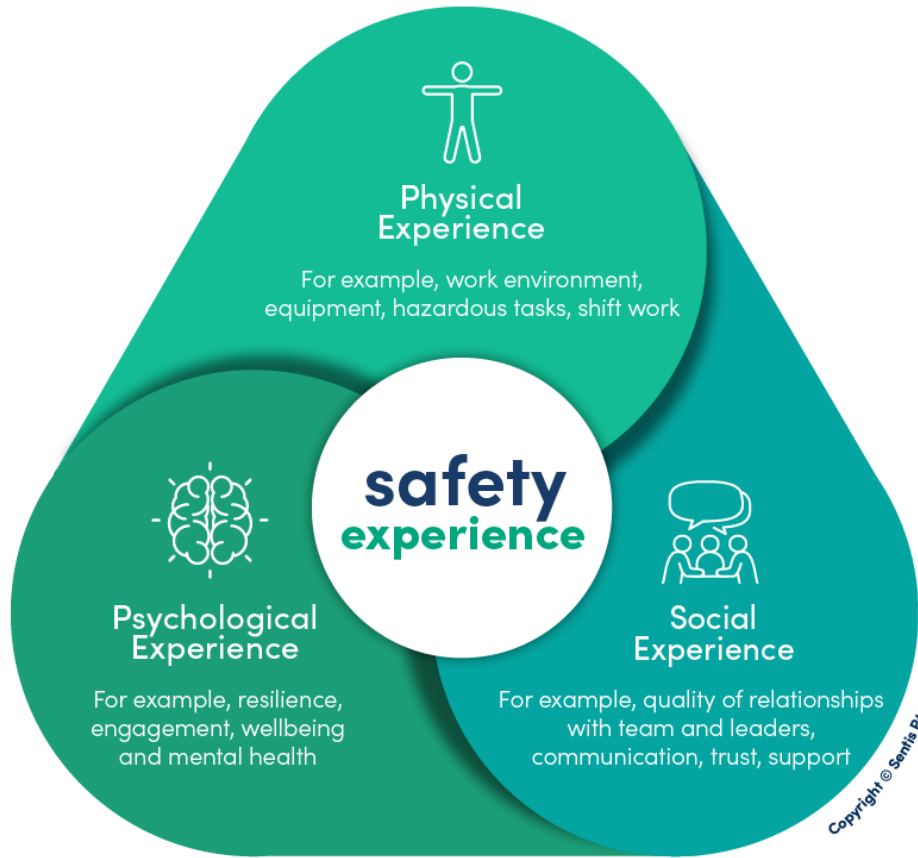 Physical
Experience
For example, work environment,
equipment, hazardous tasks, shift work
safety
experience
Psychological
Experience
For example, resilience,
engagement, wellbeing
and mental health
Social
Experience
For example, quality of relationships
with team and leaders,
communication, trust, support
Copyright © Sentis